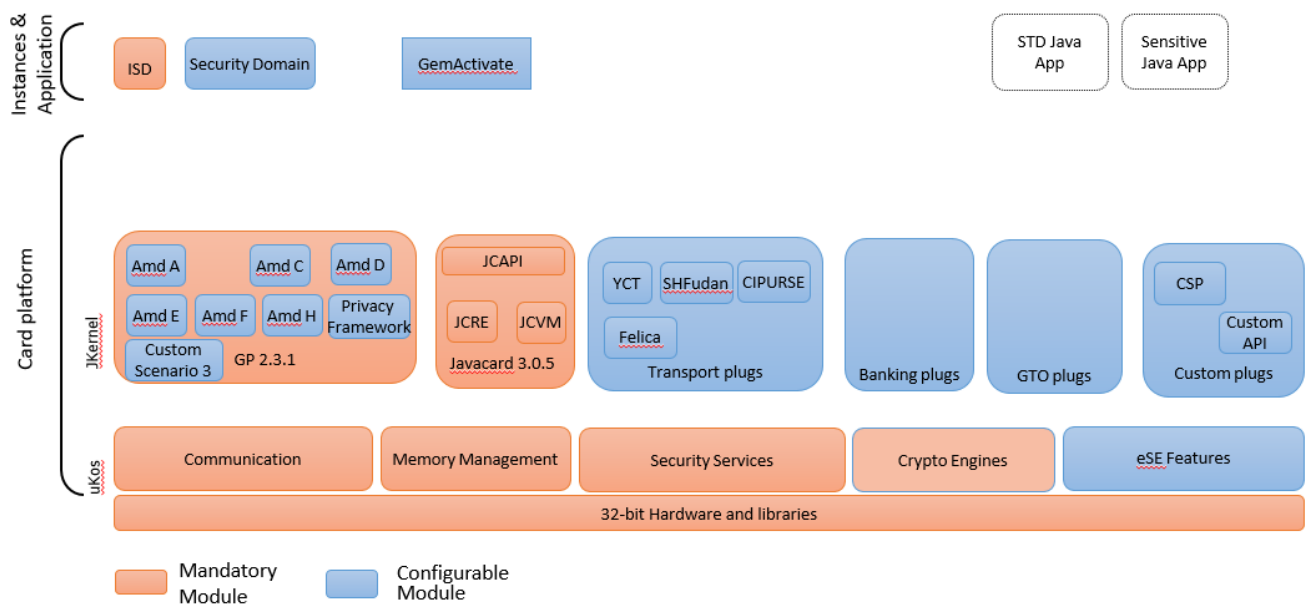 Instances &
Application
ISD
Security Domain
GemActivate
STD Java
App
Sensitive
Java App
Card platform
JKernel
Amd A
Amd C
Amd D
Amd E
Amd F
Amd H
Privacy
Framework
Custom
Scenario 3
GP 2.3.1
JCAPI
JCRE
JCVM
Javacard 3.0.5
YCT
SHFudan
CIPURSE
Felica
Transport plugs
Banking plugs
GTO plugs
CSP
Custom
API
Custom plugs
uKos
Communication
Memory Management
Security Services
Crypto Engines
eSE Features
32-bit Hardware and libraries
Mandatory
Module
Configurable
Module